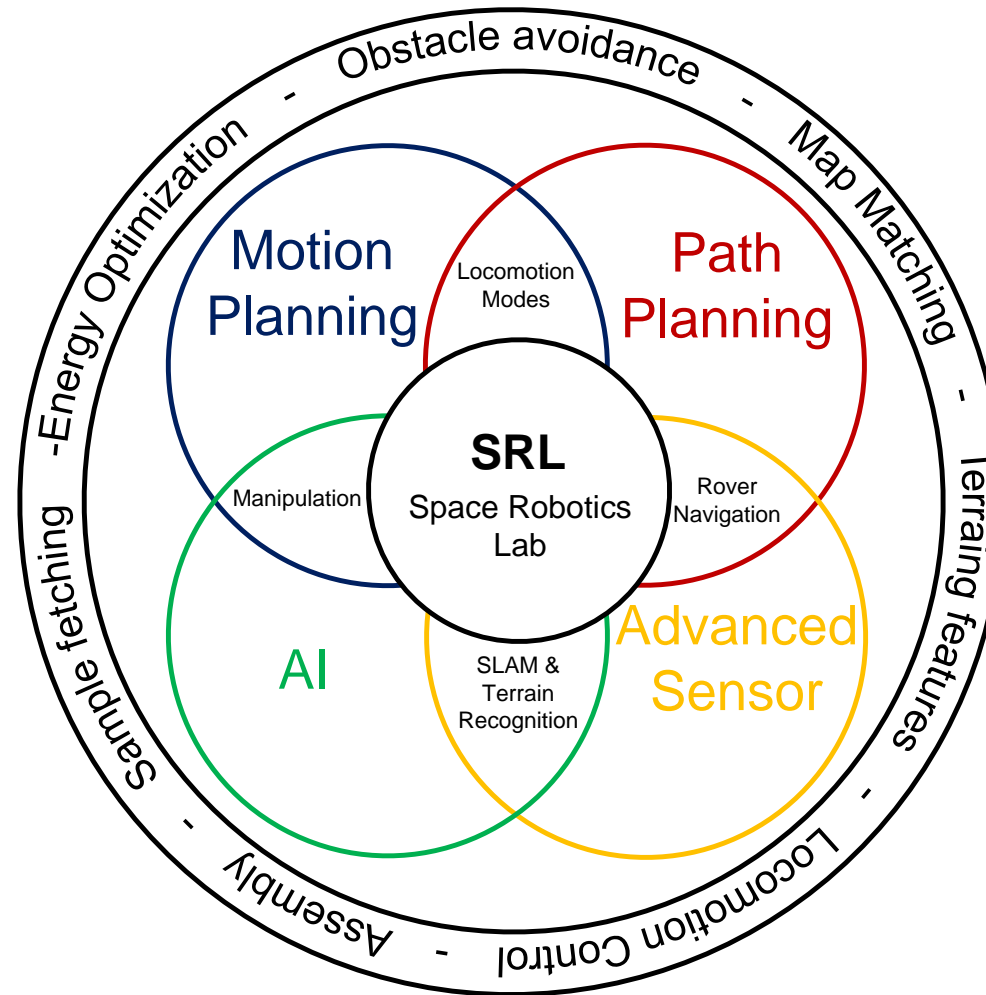 Obstacle avoidance - Map Matching - Terraing features - Locomotion Control - Assembly - Sample fetching -Energy Optimization -
Motion
Planning
Locomotion
Modes
Path
Planning
SRL
Space Robotics
Lab
Manipulation
Rover
Navigation
AI
SLAM &
Terrain
Recognition
Advanced
Sensor